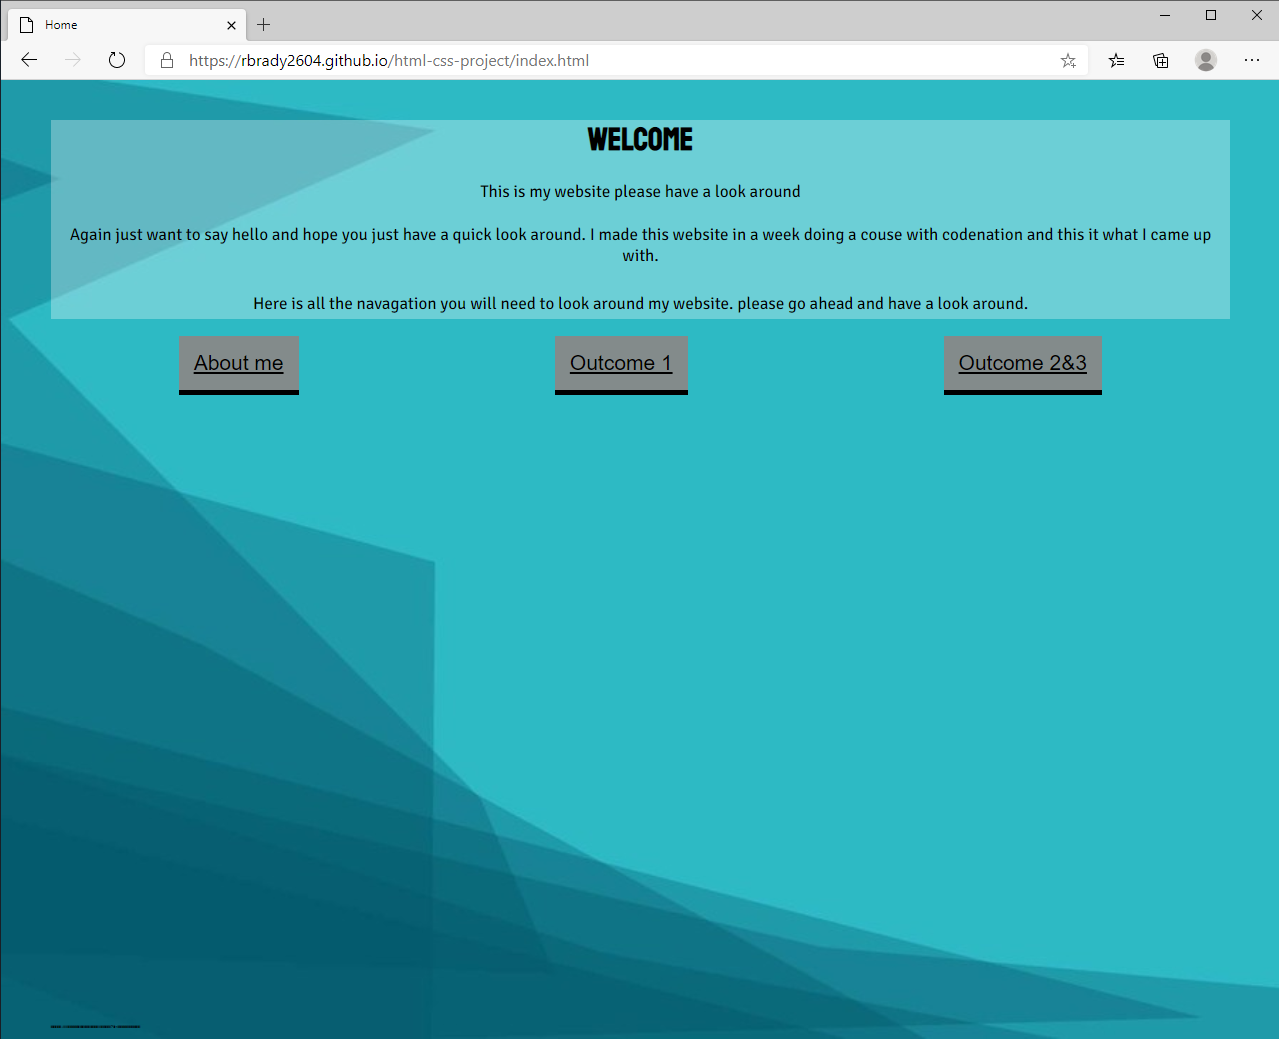 Home
https://rbrady2604.github.io/html-css-project/index.html
WELCOME
This is my website please have a look around
Again just want to say hello and hope you just have a quick look around. I made this website in a week doing a couse with codenation and this it what I came up
with.
Here is all the navagation you will need to look around my website. please go ahead and have a look around.
About me
Outcome 1
Outcome 2&3